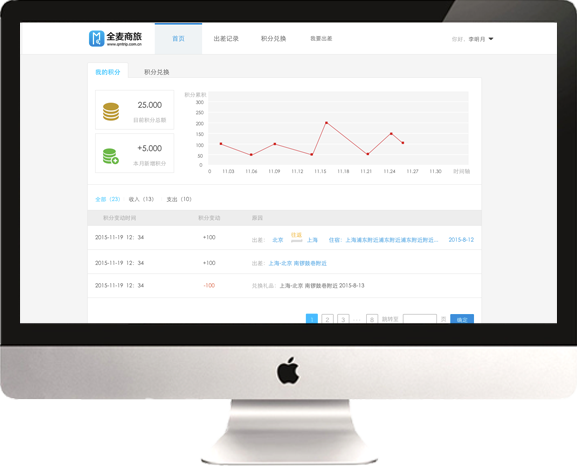 全麦商旅
www.qmtrip.com.cn
首页 出差记录 积分兑换 我要出差 你好，李明月
我的积分 积分兑换
25.000
目前积分总额
+5.000
本月新增积分
积分累积
300
250
200
150
100
50
0
0 11.03 11.06 11.09 11.12 11.15 11.18 11.21 11.24 11.27 11.30 时间轴
全部（23） 收入（13） 支出（10）
积分变动时间 积分变动
2015-11-19 12：34 +100 出差： 北京 往返 上海 住宿：上海浦东附近浦东附近浦东附近附近... 2015-8-12
2015-11-19 12：34 +100 出差：上海-北京 南锣鼓巷附近
2015-11-19 12：34 -100 兑换礼品：上海-北京 南锣鼓巷附近 2015-8-13
1 2 3 ... 8 跳转至 页 确定